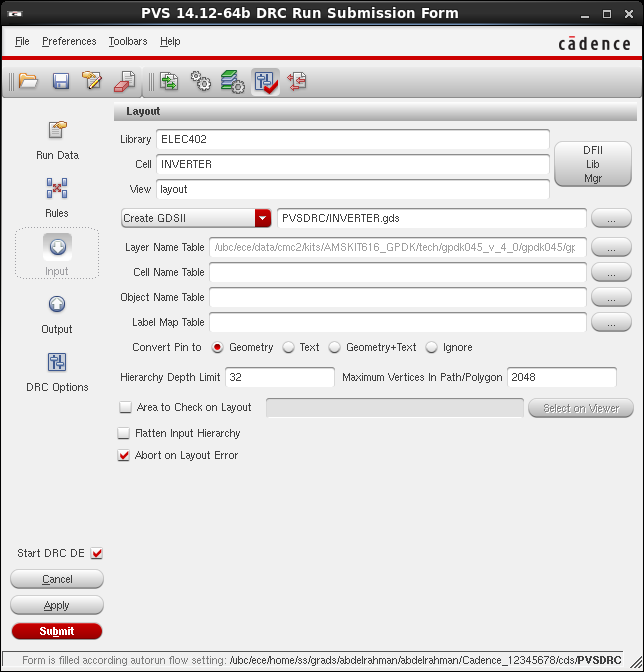 PVS 14.12-64b DRC Run Submission Form
File Preferences Toolbars Help
cādence
Layout
Run Data
Rules
Input
Output
DRC Options
Library ELEC402
Cell INVERTER
View layout
DFII
Lib
Mgr
Create GDSII PVSDRC/INVERTER.gds ...
Layer Name Table /ubc/ece/data/cmc2/kits/AMSKIT616_GPDK/tech/gpdk045_v_4_0/gpdk045/gp ...
Cell Name Table ...
Object Name Table ...
Label Map Table ...
Convert Pin to Geometry Text Geometry+Text Ignore
Hierarchy Depth Limit 32 Maximum Vertices In Path/Polygon 2048
Area to Check on Layout Select on Viewer
Flatten Input Hierarchy
Abort on Layout Error
Start DRC DE
Cancel
Apply
Submit
Form is filled according autorun flow setting: /ubc/ece/home/ss/grads/abdelrahman/abdelrahman/Cadence_12345678/cds/PVSDRC